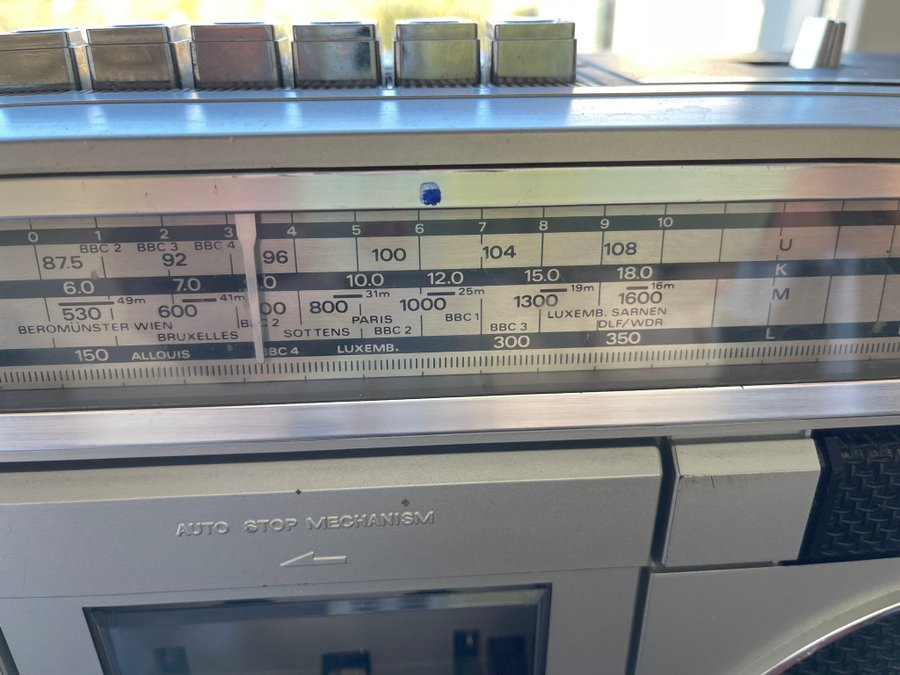 0 1 2 3 4 5 6 7 8 9 10
BBC 2 BBC 3 BBC 4
87.5 92 96 100 104 108 U
6.0 7.0 10.0 12.0 15.0 18.0 K
49m 41m 31m 25m 19m 16m
530 600 800 1000 1300 1600 M
BEROMÜNSTER WIEN PARIS BBC 1 LUXEMB. SARNEN
BRUXELLES SOTTENS BBC 2 BBC 3 DLF/WDR
150 ALLOUIS BBC 4 LUXEMB. 300 350 L
AUTO STOP MECHANISM